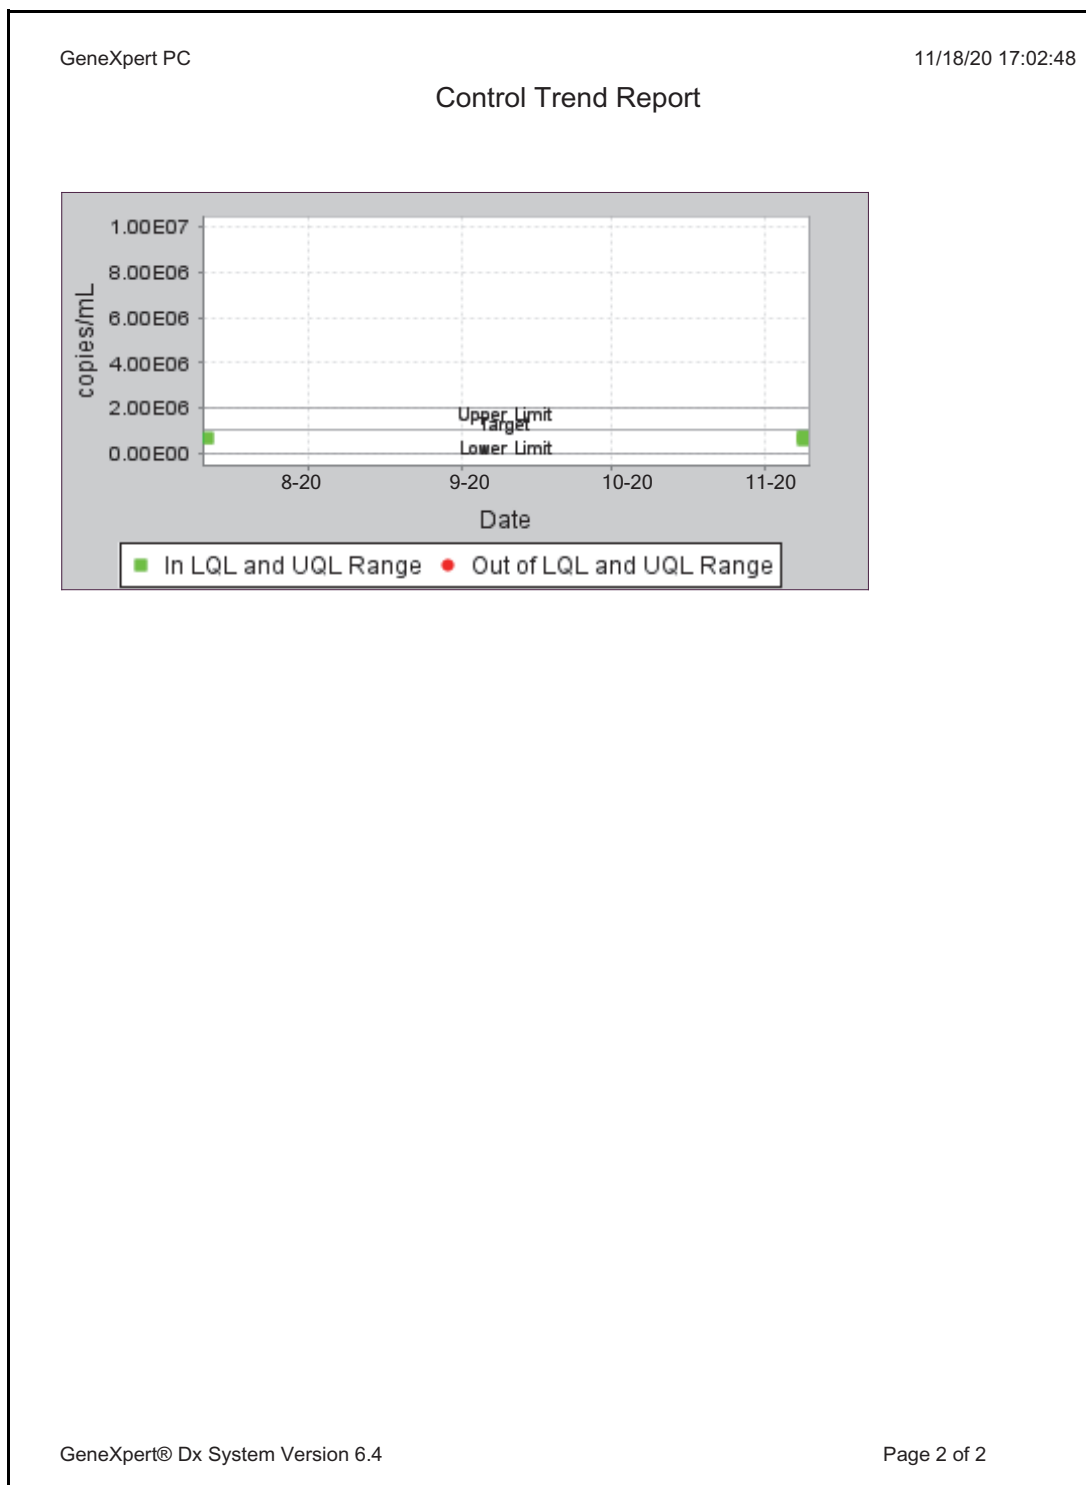 GeneXpert PC 11/18/20 17:02:48
Control Trend Report
1.00E07
8.00E06
6.00E06
4.00E06
2.00E06
0.00E00
copies/mL
Upper Limit
Target
Lower Limit
8-20 9-20 10-20 11-20
Date
In LQL and UQL Range Out of LQL and UQL Range
GeneXpert® Dx System Version 6.4 Page 2 of 2